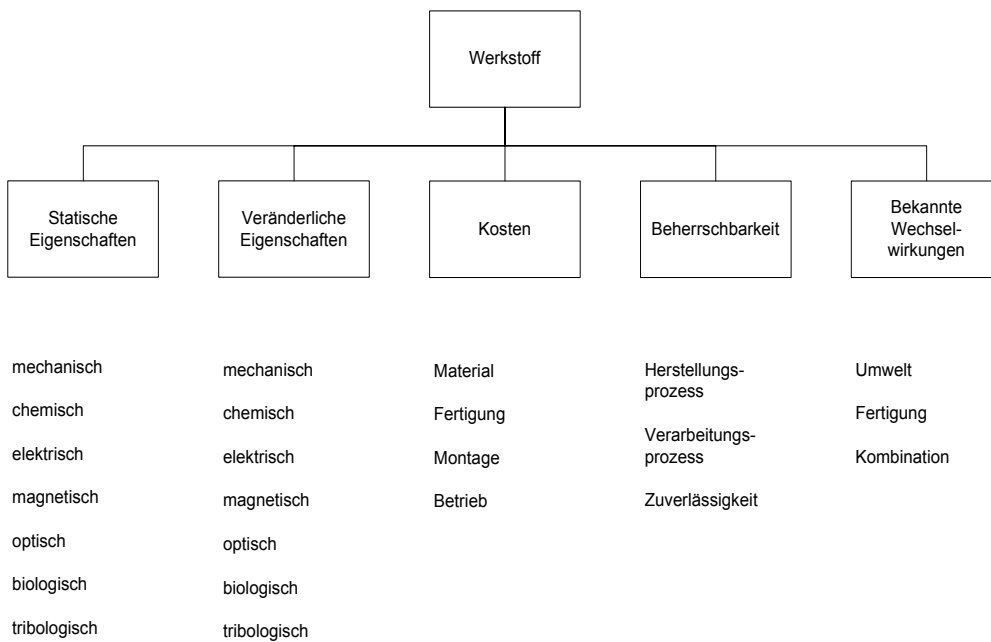 Werkstoff
Statische
Eigenschaften
Veränderliche
Eigenschaften
Kosten
Beherrschbarkeit
Bekannte
Wechsel-
wirkungen
mechanisch
chemisch
elektrisch
magnetisch
optisch
biologisch
tribologisch
mechanisch
chemisch
elektrisch
magnetisch
optisch
biologisch
tribologisch
Material
Fertigung
Montage
Betrieb
Herstellungs-
prozess
Verarbeitungs-
prozess
Zuverlässigkeit
Umwelt
Fertigung
Kombination